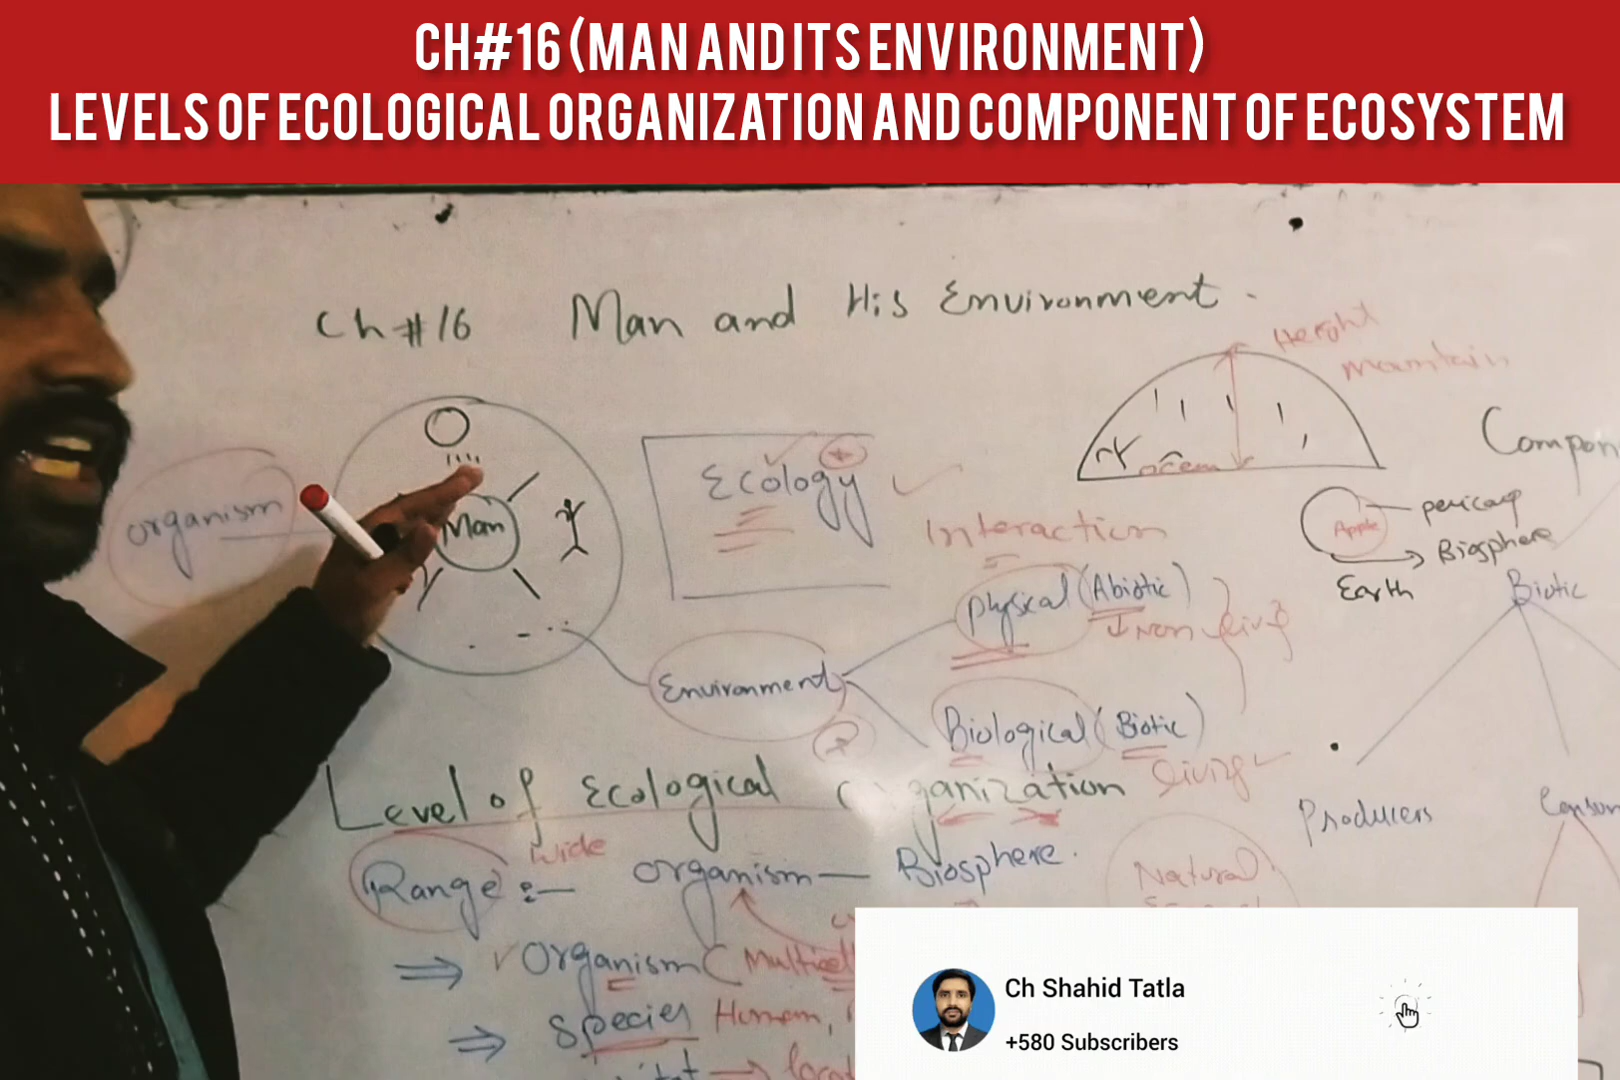 CH#16 (MAN AND ITS ENVIRONMENT)
LEVELS OF ECOLOGICAL ORGANIZATION AND COMPONENT OF ECOSYSTEM
Ch #16 Man and His Environment
Height
mountain
Compon
organism
Man
Ecology
ocean
Interaction
Apple
pericarp
Biosphere
Earth
Physical (Abiotic)
Non living
Biotic
Environment
Biological (Biotic)
living
Level of Ecological organization
Producers
Consum
wide
Range :- organism — Biosphere.
Natural
⇒ Organism (Multicell
⇒ Species Human,
→ locat
Ch Shahid Tatla
+580 Subscribers